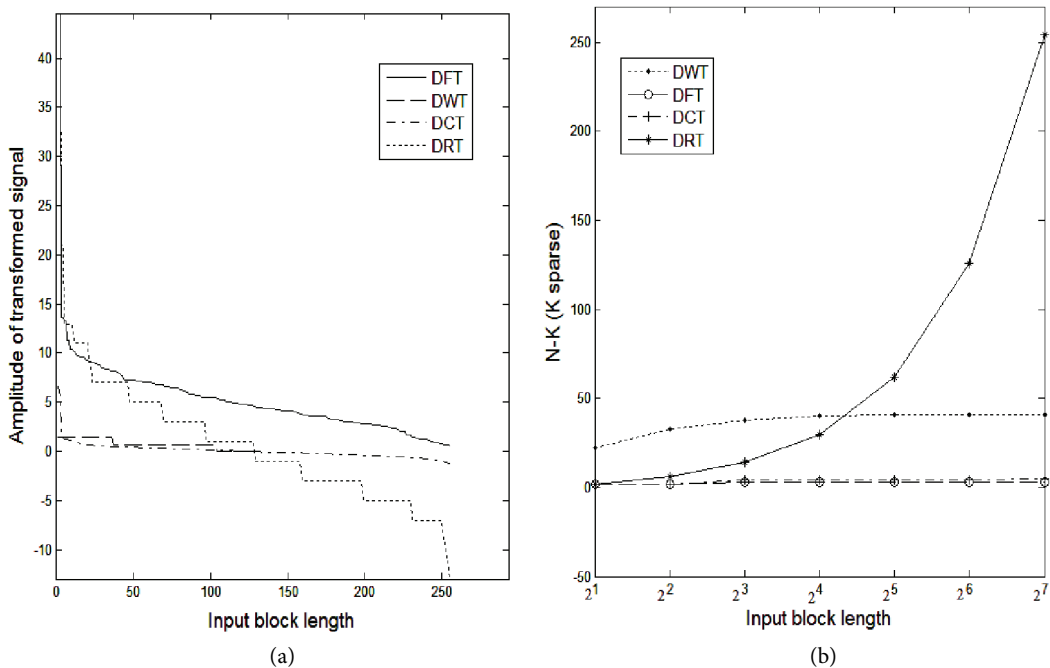 Amplitude of transformed signal
40
35
30
25
20
15
10
5
0
-5
-10
DFT
DWT
DCT
DRT
0
50
100
150
200
250
Input block length
(a)
N-K (K sparse)
250
200
150
100
50
0
-50
DWT
DFT
DCT
DRT
2^1
2^2
2^3
2^4
2^5
2^6
2^7
Input block length
(b)